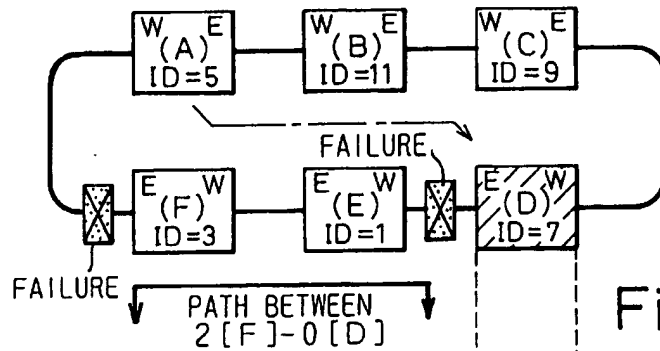 W E
(A)
ID=5
W E
(B)
ID=11
W E
(C)
ID=9
FAILURE
E W
(F)
ID=3
E W
(E)
ID=1
E W
(D)
ID=7
FAILURE
PATH BETWEEN
2[F]-0[D]
Fi